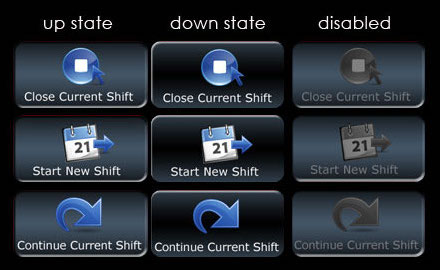 up state down state disabled
Close Current Shift Close Current Shift Close Current Shift
21 21 21
Start New Shift Start New Shift Start New Shift
Continue Current Shift Continue Current Shift Continue Current Shift